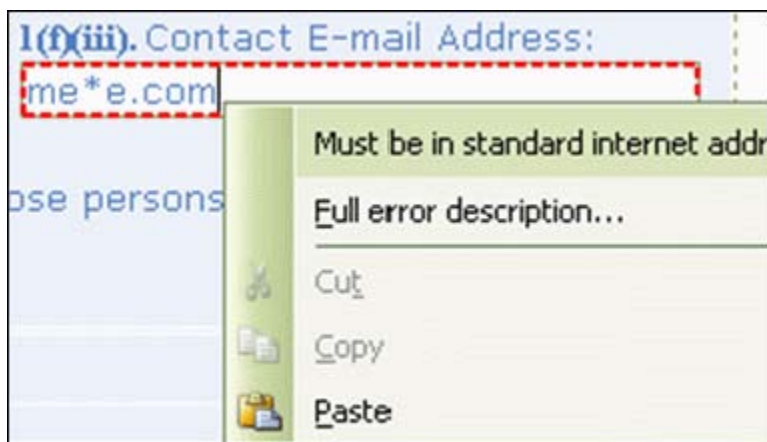 1(f)(iii). Contact E-mail Address:
me*e.com
Must be in standard internet addr
ose persons
Full error description...
Cut
Copy
Paste